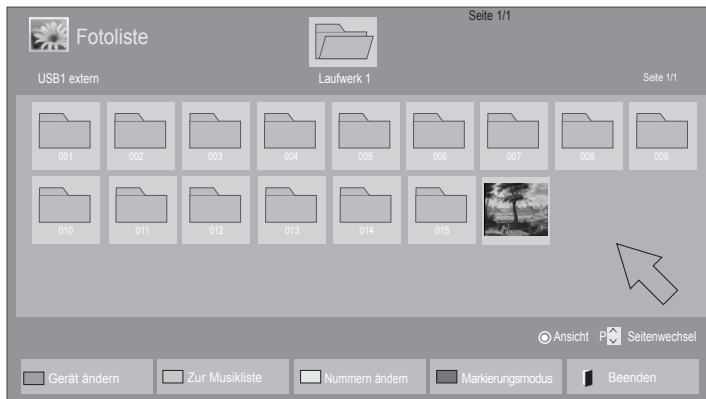 Seite 1/1
Fotoliste
USB1 extern
Laufwerk 1
Seite 1/1
001 002 003 004 005 006 007 008 009
010 011 012 013 014 015
Ansicht P Seitenwechsel
Gerät ändern Zur Musikliste Nummern ändern Markierungsmodus Beenden